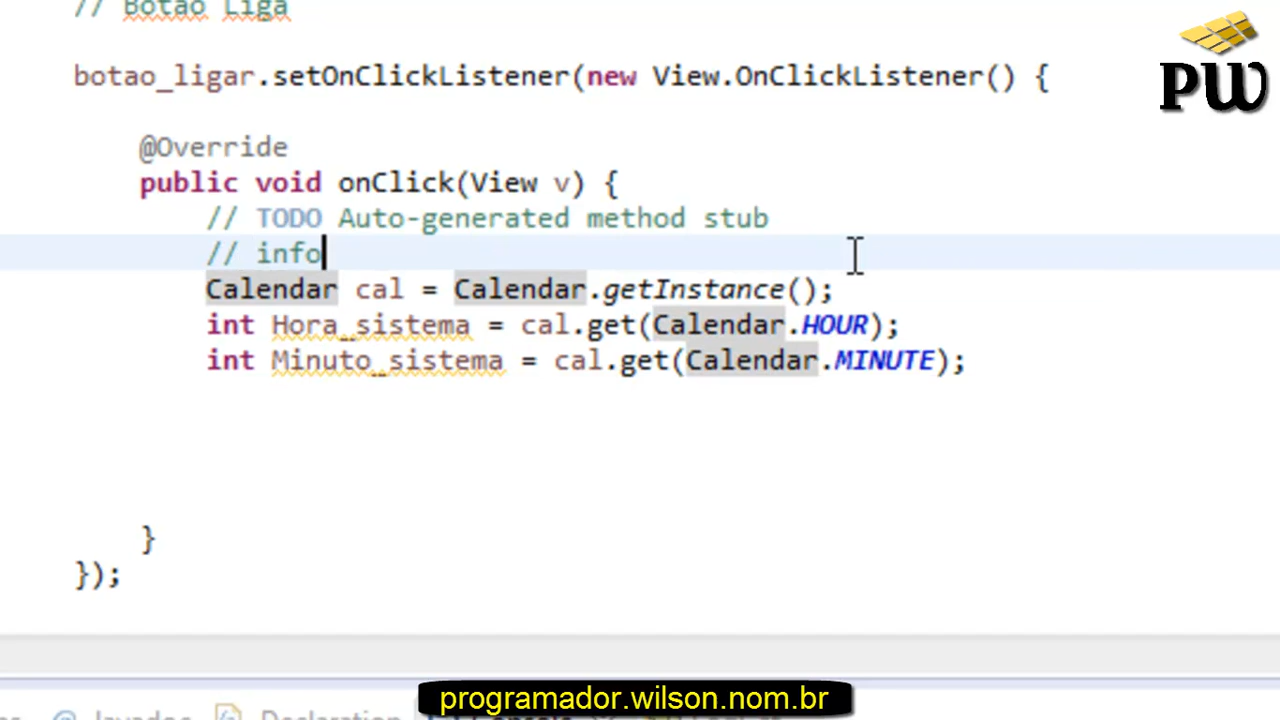 // Botao Liga
botao_ligar.setOnClickListener(new View.OnClickListener() {
@Override
public void onClick(View v) {
// TODO Auto-generated method stub
// info
Calendar cal = Calendar.getInstance();
int Hora_sistema = cal.get(Calendar.HOUR);
int Minuto_sistema = cal.get(Calendar.MINUTE);
}
});
PW
programador.wilson.nom.br
@ Javadoc Declaration Console